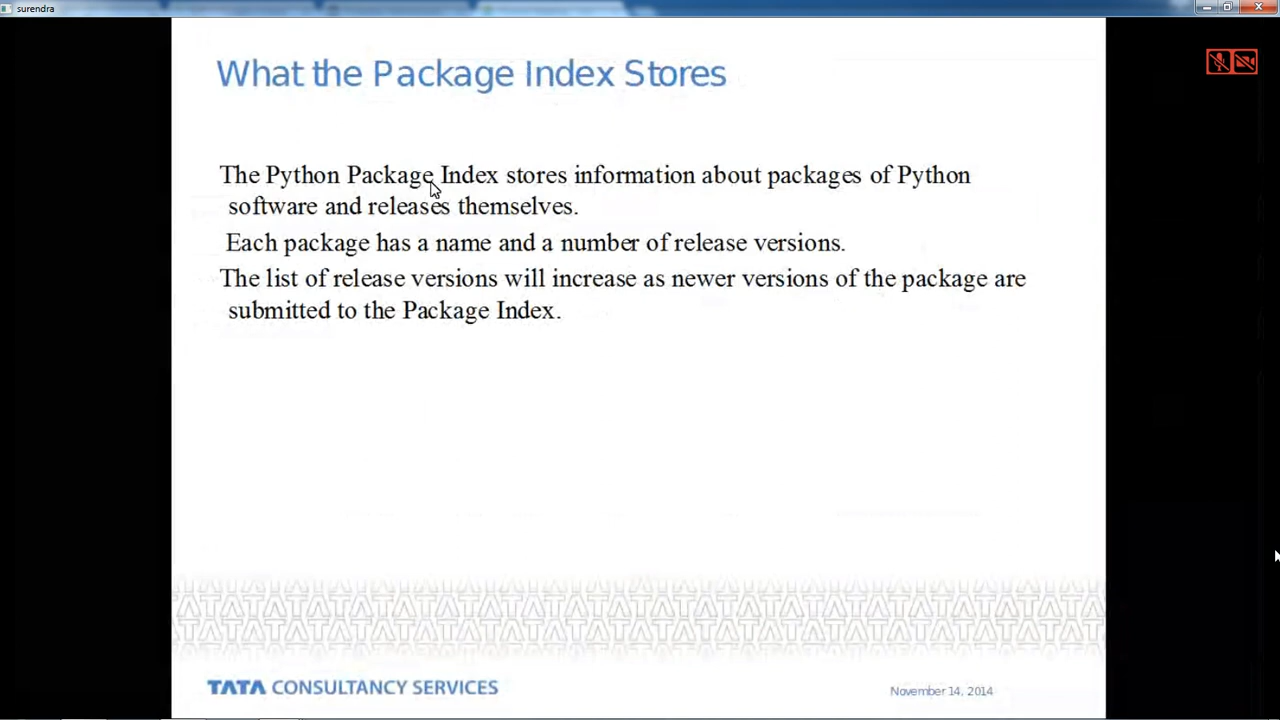 surendra
What the Package Index Stores
The Python Package Index stores information about packages of Python
software and releases themselves.
Each package has a name and a number of release versions.
The list of release versions will increase as newer versions of the package are
submitted to the Package Index.
TATA CONSULTANCY SERVICES
November 14, 2014